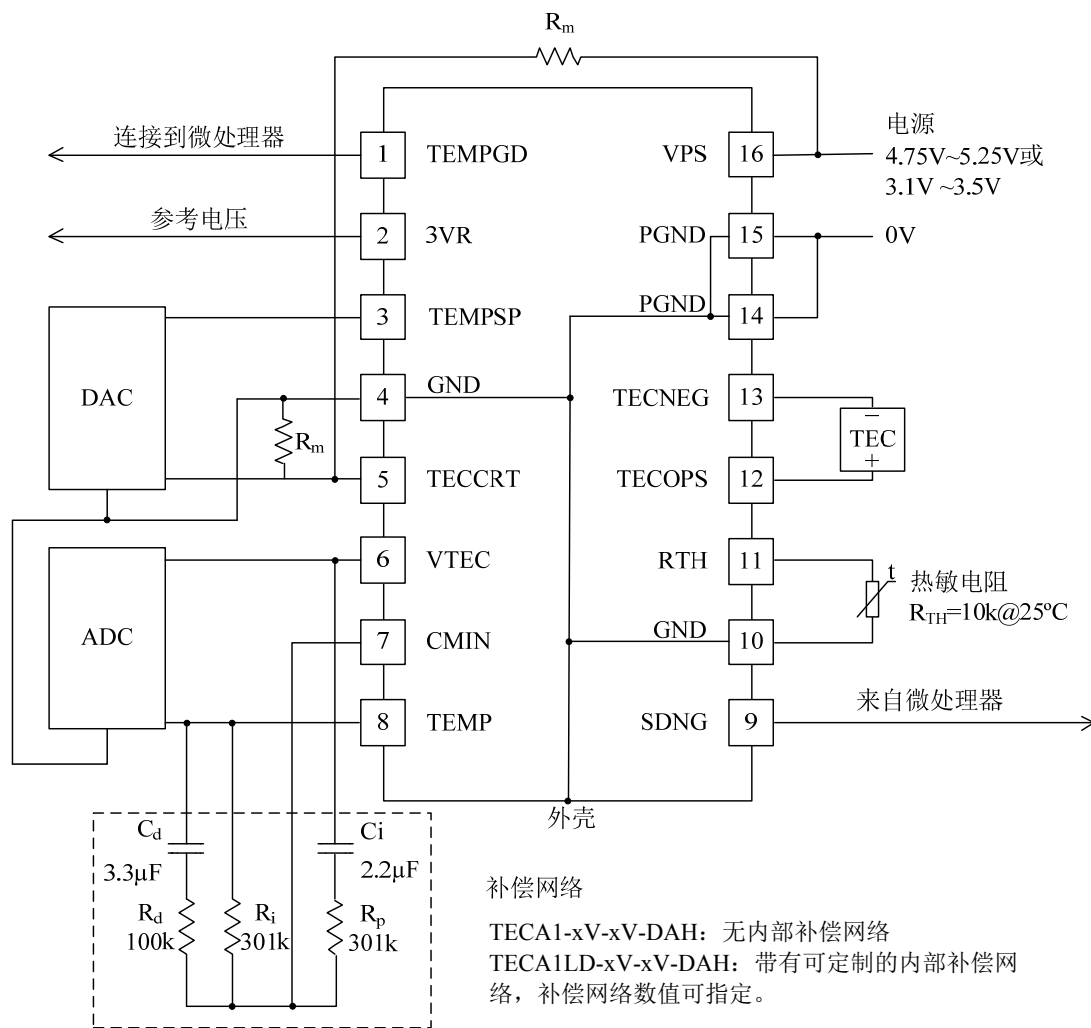 Rm
连接到微处理器
1 TEMPGD
VPS 16
电源
4.75V~5.25V或
3.1V ~3.5V
参考电压
2 3VR
PGND 15
0V
3 TEMPSP
PGND 14
DAC
4 GND
TECNEG 13
Rm
− TEC +
5 TECCRT
TECOPS 12
6 VTEC
RTH 11
t 热敏电阻
RTH=10k@25ºC
ADC
7 CMIN
GND 10
8 TEMP
SDNG 9
来自微处理器
外壳
Cd
3.3µF
Ci
2.2µF
Rd
100k
Ri
301k
Rp
301k
补偿网络
TECA1-xV-xV-DAH：无内部补偿网络
TECA1LD-xV-xV-DAH：带有可定制的内部补偿网
络，补偿网络数值可指定。